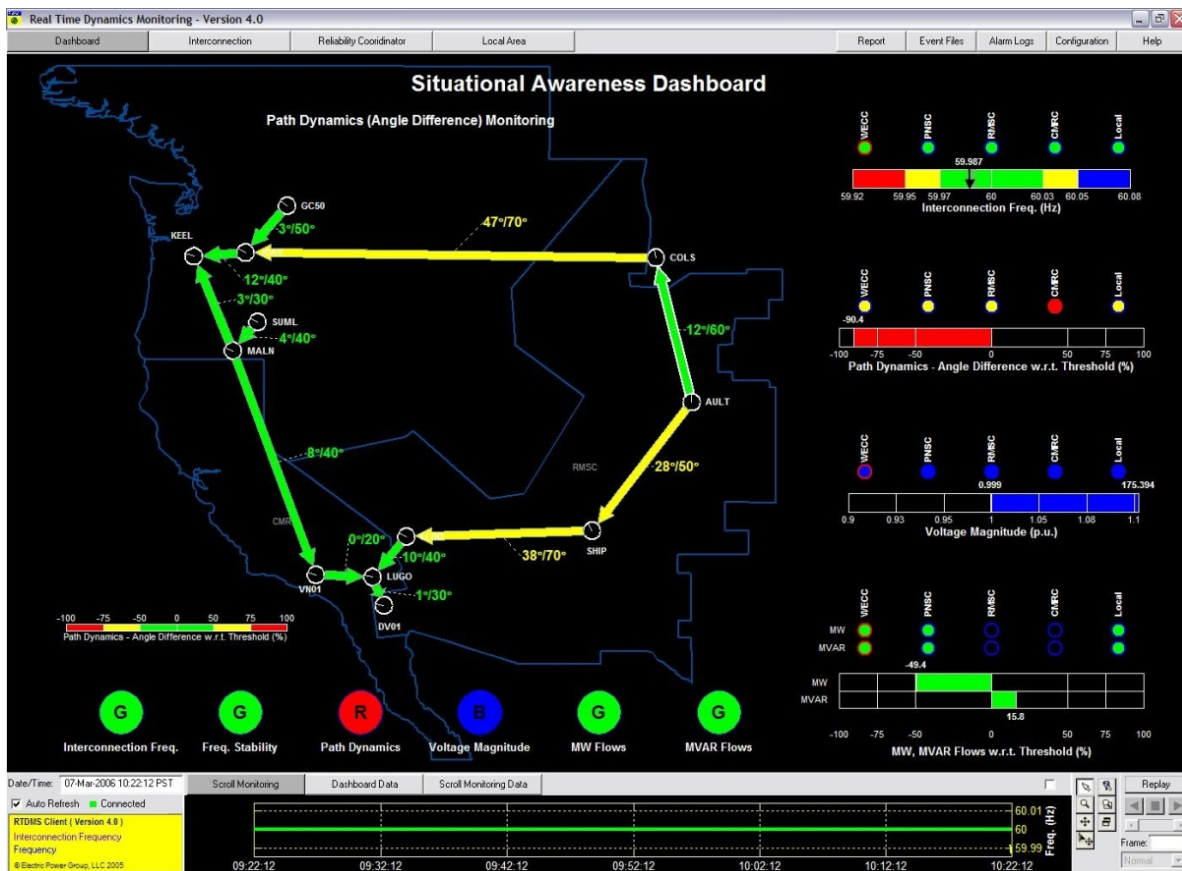 Real Time Dynamics Monitoring - Version 4.0
Dashboard Interconnection Reliability Cooridinator Local Area Report Event Files Alarm Logs Configuration Help
Situational Awareness Dashboard
Path Dynamics (Angle Difference) Monitoring
GC50
3°/50°
KEEL
12°/40°
3°/30°
SUML
4°/40°
MALN
47°/70°
COLS
12°/60°
AULT
8°/40°
RMSC
28°/50°
CMR
0°/20°
10°/40°
38°/70°
SHIP
VN01
LUGO
1°/30°
DV01
-100 -75 -50 0 50 75 100
Path Dynamics - Angle Difference w.r.t. Threshold (%)
G G R B G G
Interconnection Freq. Freq. Stability Path Dynamics Voltage Magnitude MW Flows MVAR Flows
WECC PNSC RMSC CMRC Local
59.987
59.92 59.95 59.97 60 60.03 60.05 60.08
Interconnection Freq. (Hz)
WECC PNSC RMSC CMRC Local
-90.4
-100 -75 -50 0 50 75 100
Path Dynamics - Angle Difference w.r.t. Threshold (%)
WECC PNSC RMSC CMRC Local
0.999 175.394
0.9 0.93 0.95 1 1.05 1.08 1.1
Voltage Magnitude (p.u.)
WECC PNSC RMSC CMRC Local
MW
MVAR
-49.4
MW
MVAR
15.8
-100 -75 -50 0 50 75 100
MW, MVAR Flows w.r.t. Threshold (%)
Date/Time: 07-Mar-2006 10:22:12 PST
Scroll Monitoring Dashboard Data Scroll Monitoring Data
Auto Refresh Connected
RTDMS Client ( Version 4.0 )
Interconnection Frequency
Frequency
© Electric Power Group, LLC 2005
60.01
60
59.99
Freq. (Hz)
09:22:12 09:32:12 09:42:12 09:52:12 10:02:12 10:12:12 10:22:12
Replay
Frame:
Normal